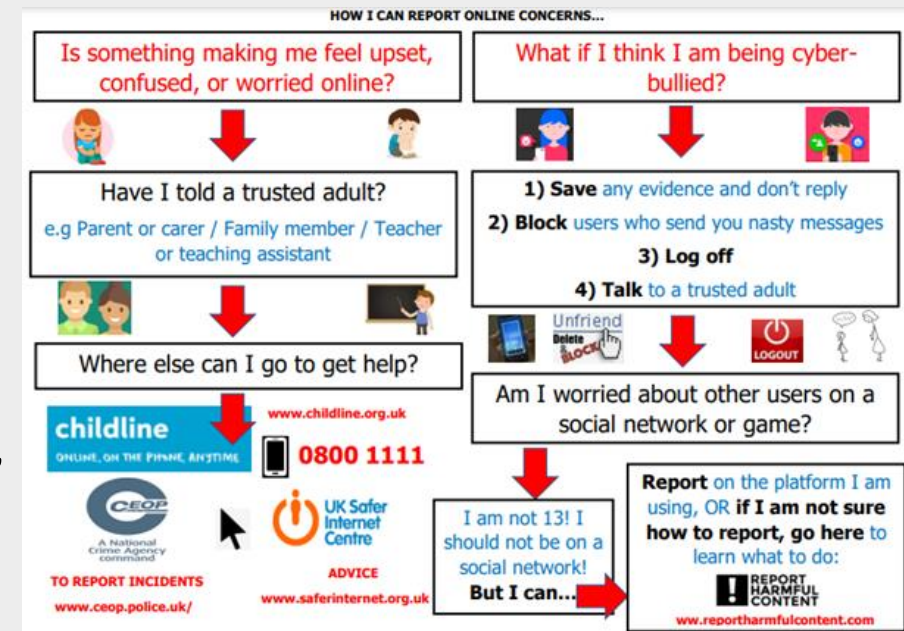 HOW I CAN REPORT ONLINE CONCERNS...
Is something making me feel upset,
confused, or worried online?
Have I told a trusted adult?
e.g Parent or carer / Family member / Teacher
or teaching assistant
Where else can I go to get help?
childline
ONLINE, ON THE PHONE, ANYTIME
www.childline.org.uk
0800 1111
CEOP
A National
Crime Agency
command
UK Safer
Internet
Centre
TO REPORT INCIDENTS
www.ceop.police.uk/
ADVICE
www.saferinternet.org.uk
What if I think I am being cyber-
bullied?
1) Save any evidence and don't reply
2) Block users who send you nasty messages
3) Log off
4) Talk to a trusted adult
Unfriend
Delete
& BLOCK
LOGOUT
Am I worried about other users on a
social network or game?
I am not 13! I
should not be on a
social network!
But I can...
Report on the platform I am
using, OR if I am not sure
how to report, go here to
learn what to do:
REPORT
HARMFUL
CONTENT
ww.reportharmfulcontent.com
,